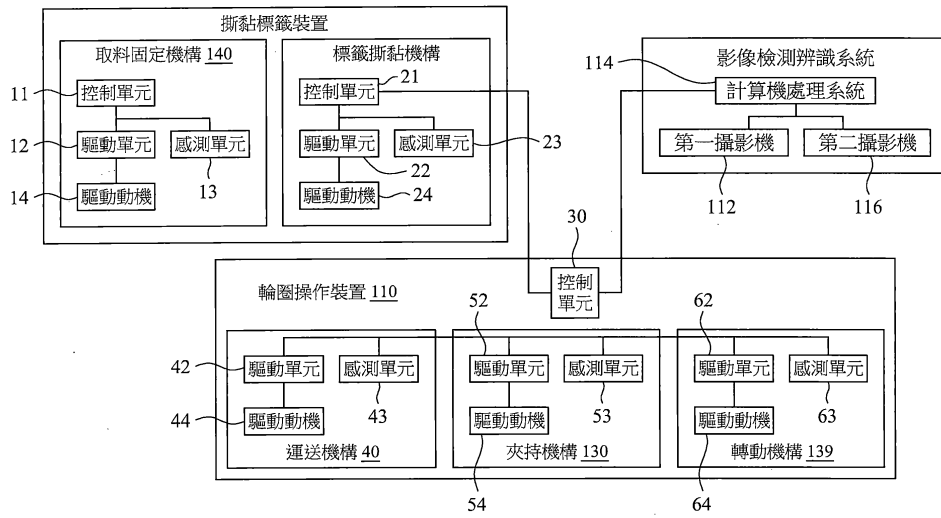 撕黏標籤裝置
取料固定機構 140
11
控制單元
12
驅動單元
感測單元
13
14
驅動動機
標籤撕黏機構
21
控制單元
驅動單元
感測單元
23
22
驅動動機
24
影像檢測辨識系統
114
計算機處理系統
第一攝影機
第二攝影機
112
116
30
控制
單元
輪圈操作裝置 110
42
驅動單元
感測單元
43
44
驅動動機
運送機構 40
52
驅動單元
感測單元
53
驅動動機
夾持機構 130
54
62
驅動單元
感測單元
63
驅動動機
轉動機構 139
64